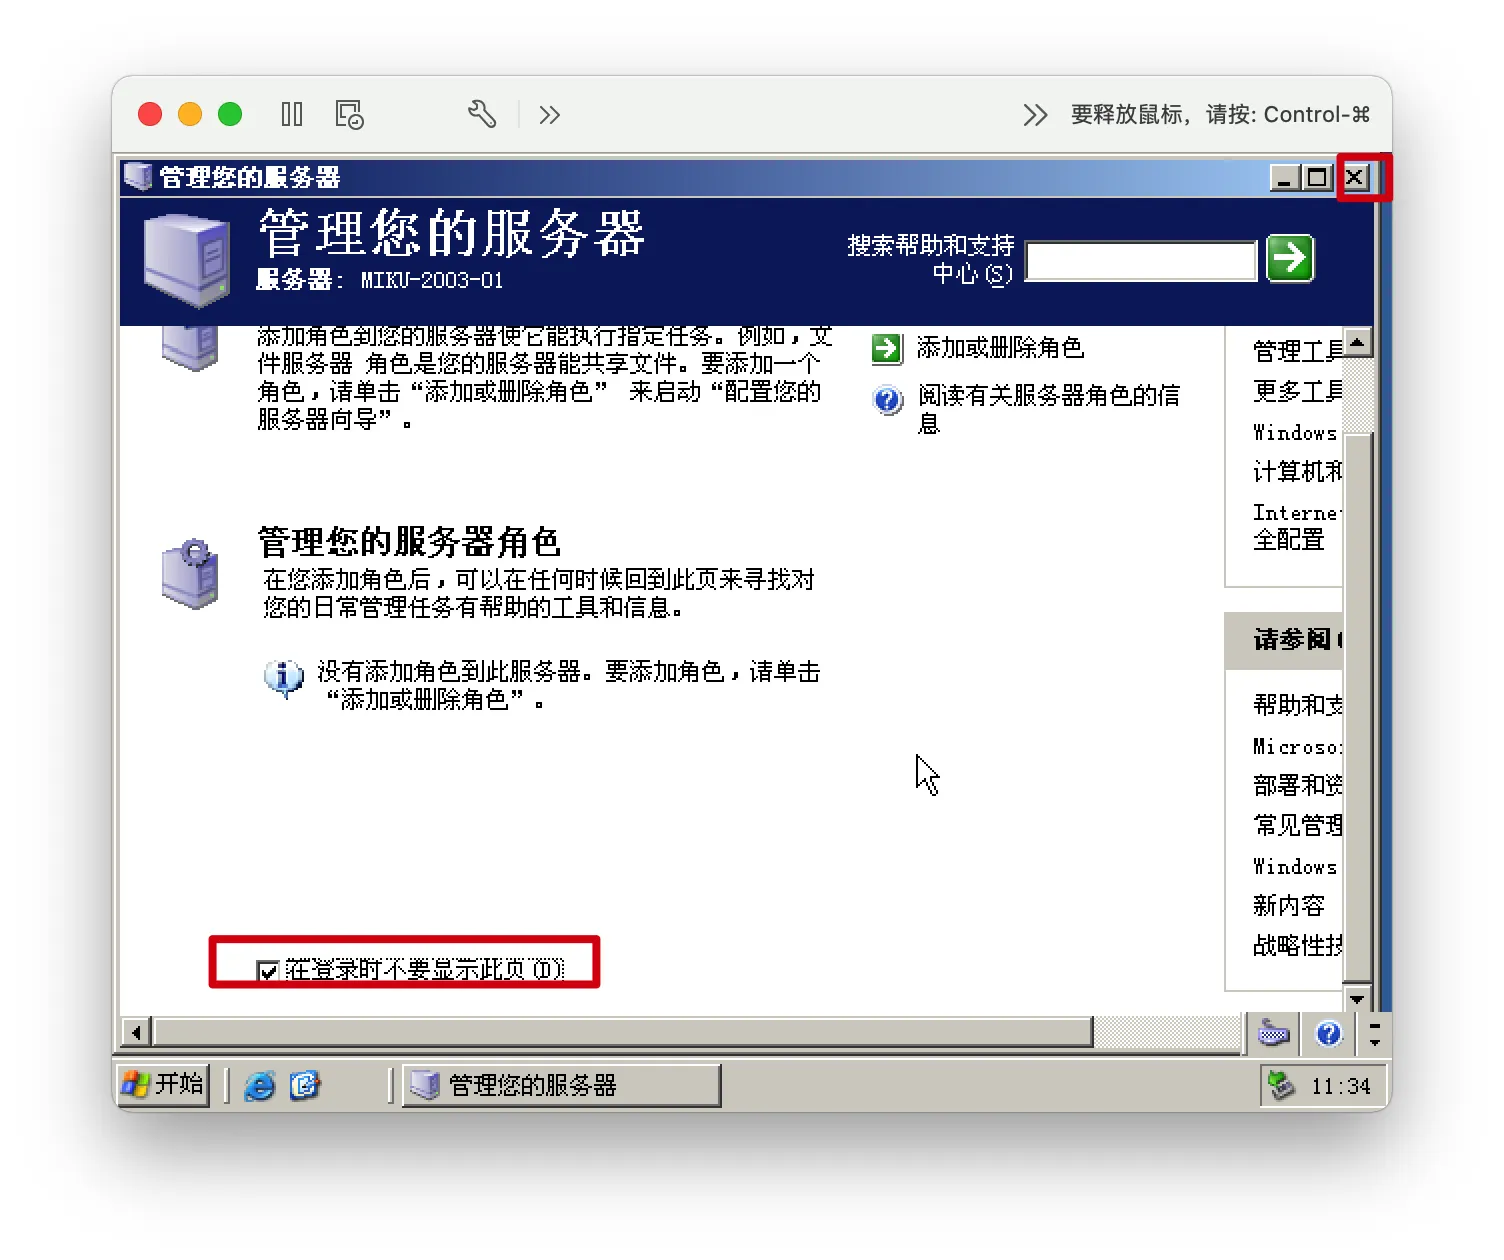 要释放鼠标，请按: Control-⌘
管理您的服务器
管理您的服务器
服务器: MIKU-2003-01
搜索帮助和支持
中心(S)
添加角色到您的服务器使它能执行指定任务。例如，文
件服务器 角色是您的服务器能共享文件。要添加一个
角色，请单击“添加或删除角色” 来启动“配置您的
服务器向导”。
添加或删除角色
阅读有关服务器角色的信
息
管理工具
更多工具
Windows
计算机和
Interne
全配置
管理您的服务器角色
在您添加角色后，可以在任何时候回到此页来寻找对
您的日常管理任务有帮助的工具和信息。
没有添加角色到此服务器。要添加角色，请单击
“添加或删除角色”。
请参阅
帮助和支
Microso
部署和资
常见管理
Windows
新内容
战略性技
在登录时不要显示此页(D)
开始
管理您的服务器
11:34